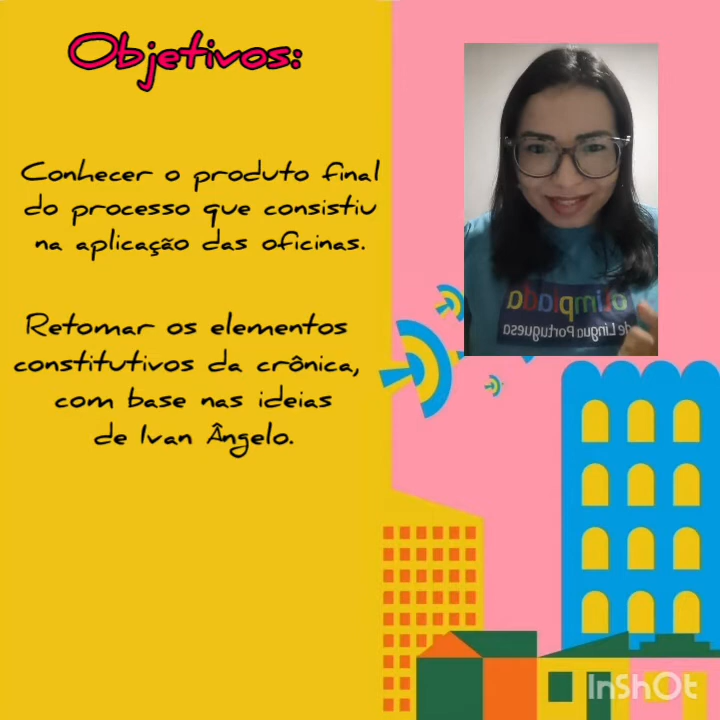 Objetivos:
Conhecer o produto final
do processo que consistiu
na aplicação das oficinas.
Retomar os elementos
constitutivos da crônica,
com base nas ideias
de Ivan Ângelo.
olimpíada
de Língua Portuguesa
InShOt